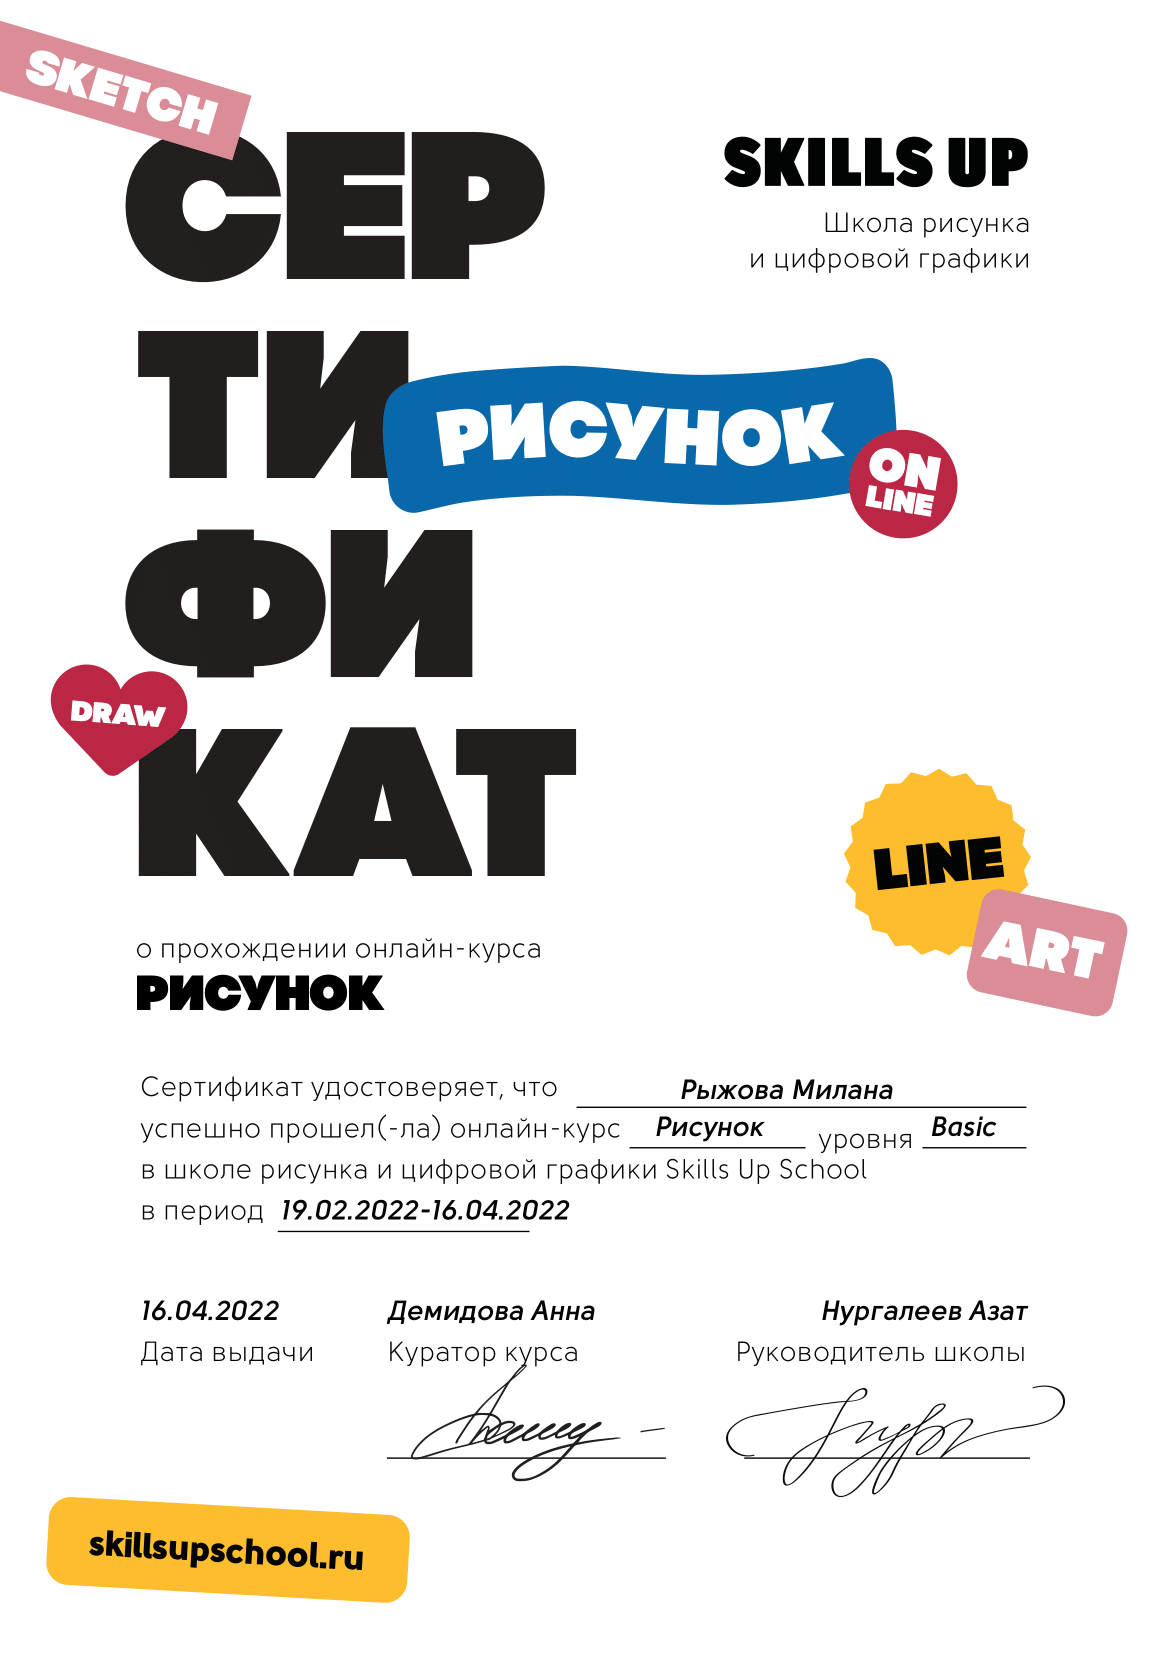 SKETCH
СЕР
ТИ
ФИ
КАТ
SKILLS UP
Школа рисунка
и цифровой графики
РИСУНОК
ON
LINE
DRAW
LINE
ART
о прохождении онлайн-курса
РИСУНОК
Сертификат удостоверяет, что Рыжова Милана
успешно прошел(-ла) онлайн-курс Рисунок уровня Basic
в школе рисунка и цифровой графики Skills Up School
в период 19.02.2022-16.04.2022
16.04.2022 Демидова Анна Нургалеев Азат
Дата выдачи Куратор курса Руководитель школы
skillsupschool.ru